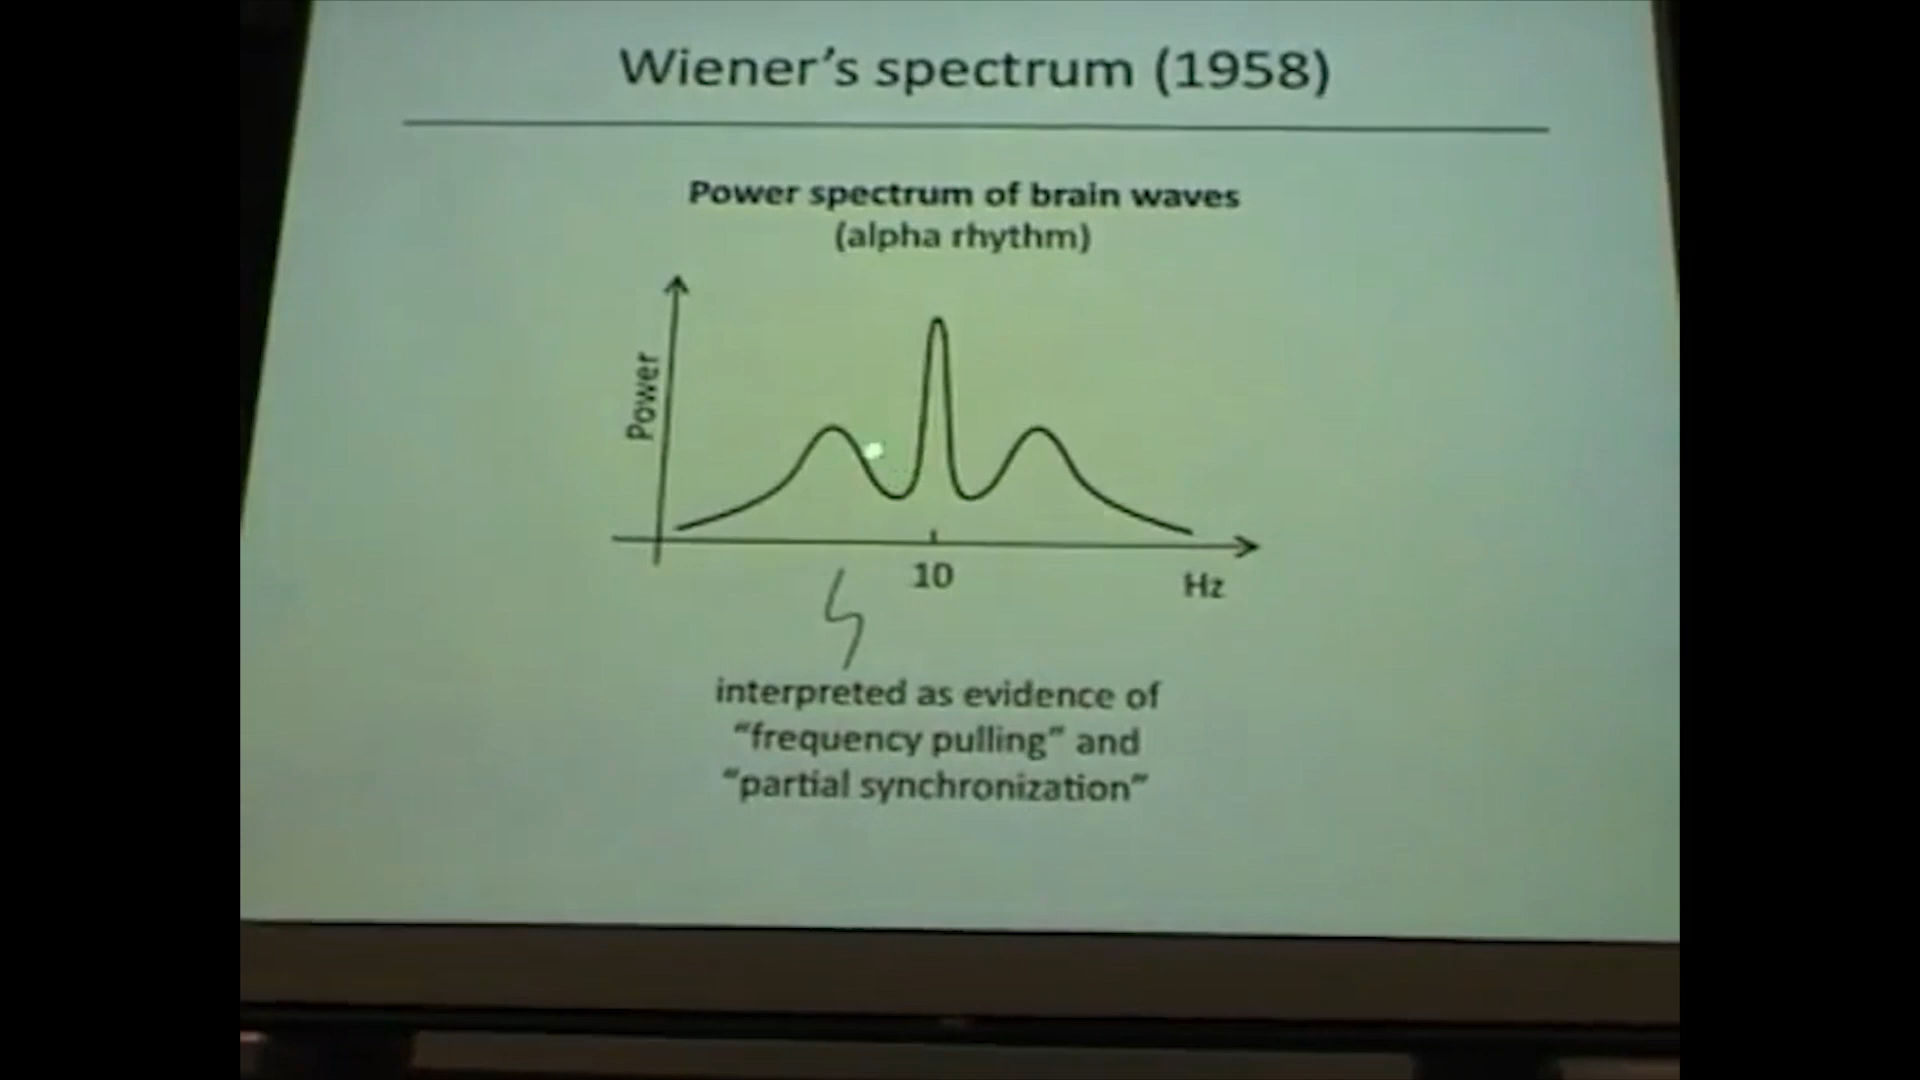 Wiener's spectrum (1958)
Power spectrum of brain waves
(alpha rhythm)
Power
10
Hz
interpreted as evidence of
“frequency pulling” and
“partial synchronization”